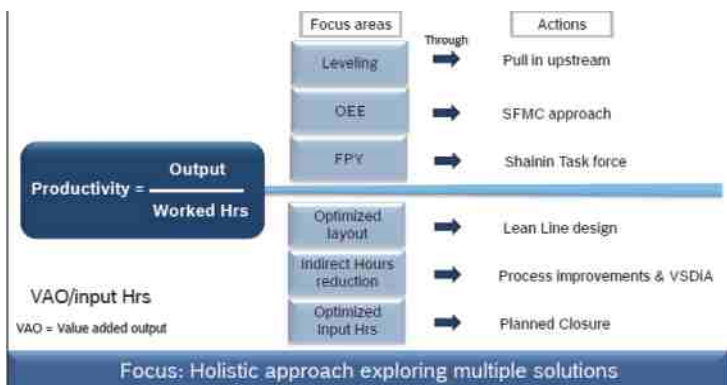 Focus areas
Actions
Through
Leveling
Pull in upstream
OEE
SFMC approach
FPY
Shainin Task force
Productivity = Output
Worked Hrs
Optimized
layout
Lean Line design
Indirect Hours
reduction
Process improvements & VSDiA
Optimized
Input Hrs
Planned Closure
VAO/input Hrs
VAO = Value added output
Focus: Holistic approach exploring multiple solutions